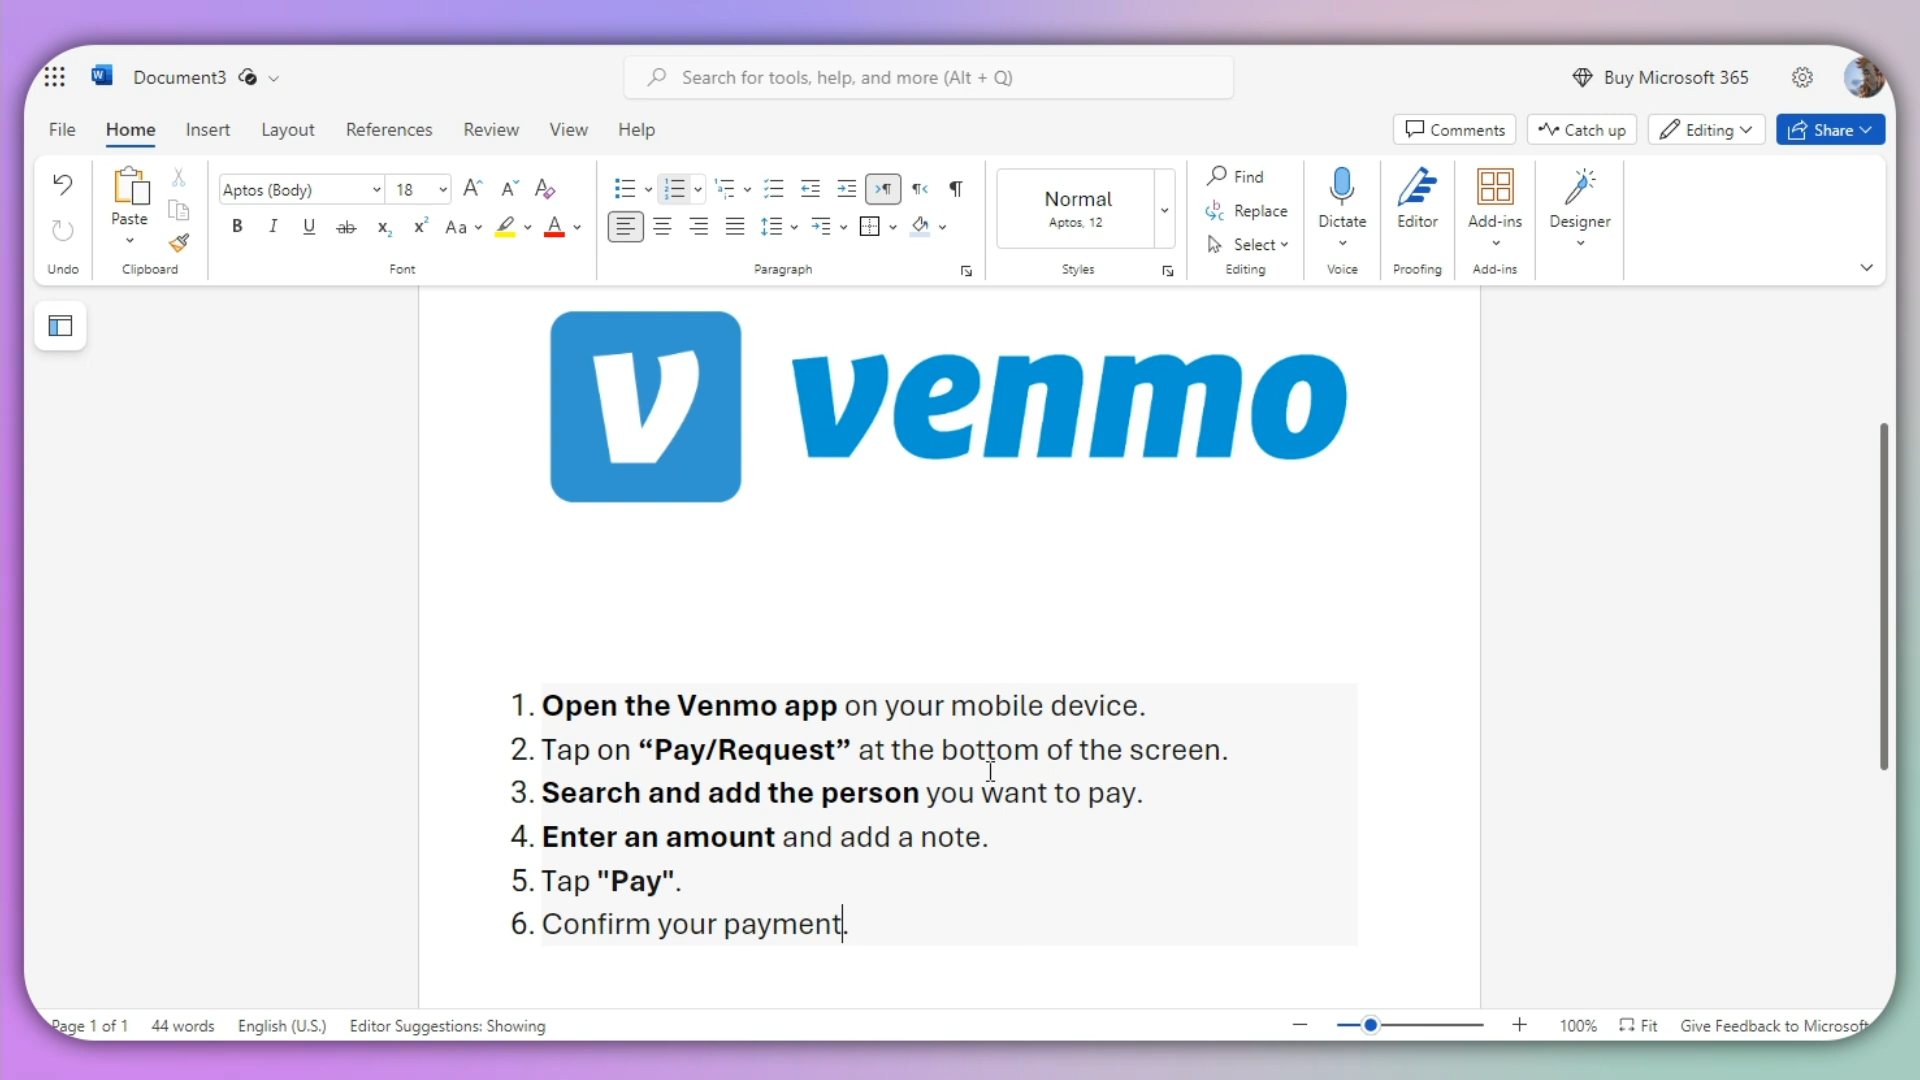 Document3
Search for tools, help, and more (Alt + Q)
Buy Microsoft 365
File Home Insert Layout References Review View Help
Comments Catch up Editing Share
Paste
Aptos (Body) 18
Normal
Aptos, 12
Find
Replace
Select
Dictate
Editor
Add-ins
Designer
Undo Clipboard Font Paragraph Styles Editing Voice Proofing Add-ins
V venmo
1. Open the Venmo app on your mobile device.
2. Tap on “Pay/Request” at the bottom of the screen.
3. Search and add the person you want to pay.
4. Enter an amount and add a note.
5. Tap "Pay".
6. Confirm your payment.
Page 1 of 1 44 words English (U.S.) Editor Suggestions: Showing 100% Fit Give Feedback to Microsoft